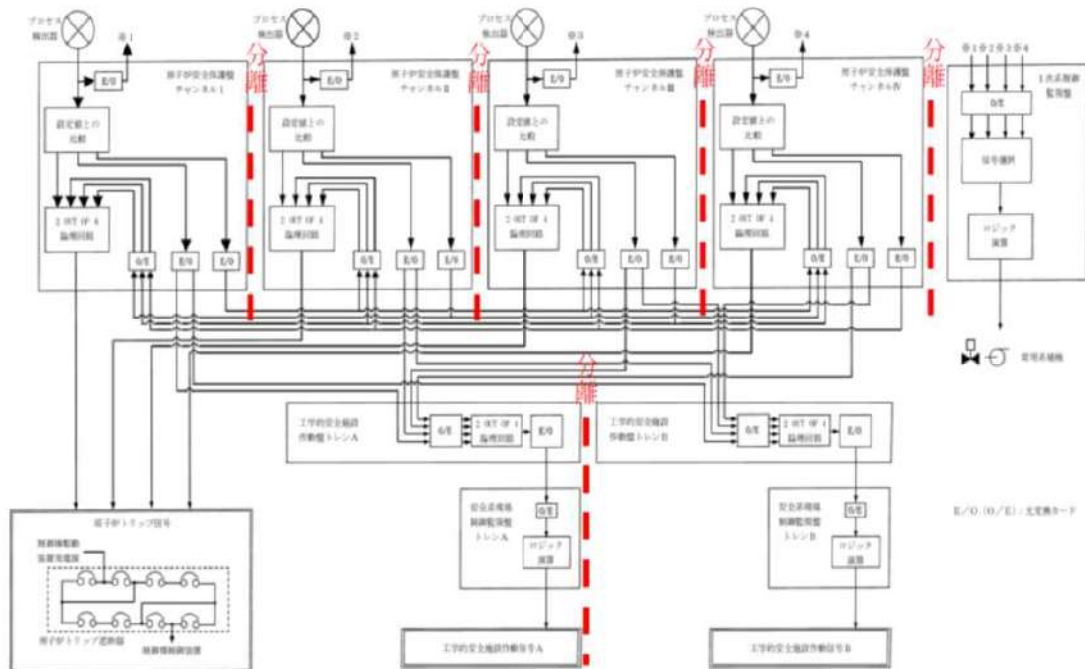 プロセス
検出器
※1
プロセス
検出器
※2
プロセス
検出器
※3
プロセス
検出器
※4
分離
分離
分離
分離
※1※2※3※4
原子炉安全保護盤
チャンネルⅠ
E/O
設定値との
比較
2 OUT OF 4
論理回路
O/E
E/O
E/O
原子炉安全保護盤
チャンネルⅡ
E/O
設定値との
比較
2 OUT OF 4
論理回路
O/E
E/O
E/O
原子炉安全保護盤
チャンネルⅢ
E/O
設定値との
比較
2 OUT OF 4
論理回路
O/E
E/O
E/O
原子炉安全保護盤
チャンネルⅣ
E/O
設定値との
比較
2 OUT OF 4
論理回路
O/E
E/O
E/O
1次系制御
監視盤
O/E
信号選択
ロジック
演算
常用系補機
分離
工学的安全施設
作動盤トレンA
O/E
2 OUT OF 4
論理回路
E/O
工学的安全施設
作動盤トレンB
O/E
2 OUT OF 4
論理回路
E/O
安全系現場
制御監視盤
トレンA
O/E
ロジック
演算
安全系現場
制御監視盤
トレンB
O/E
ロジック
演算
E/O(O/E):光変換カード
原子炉トリップ信号
制御棒駆動
装置用電源
原子炉トリップ遮断器
制御棒制御装置
工学的安全施設作動信号A
工学的安全施設作動信号B